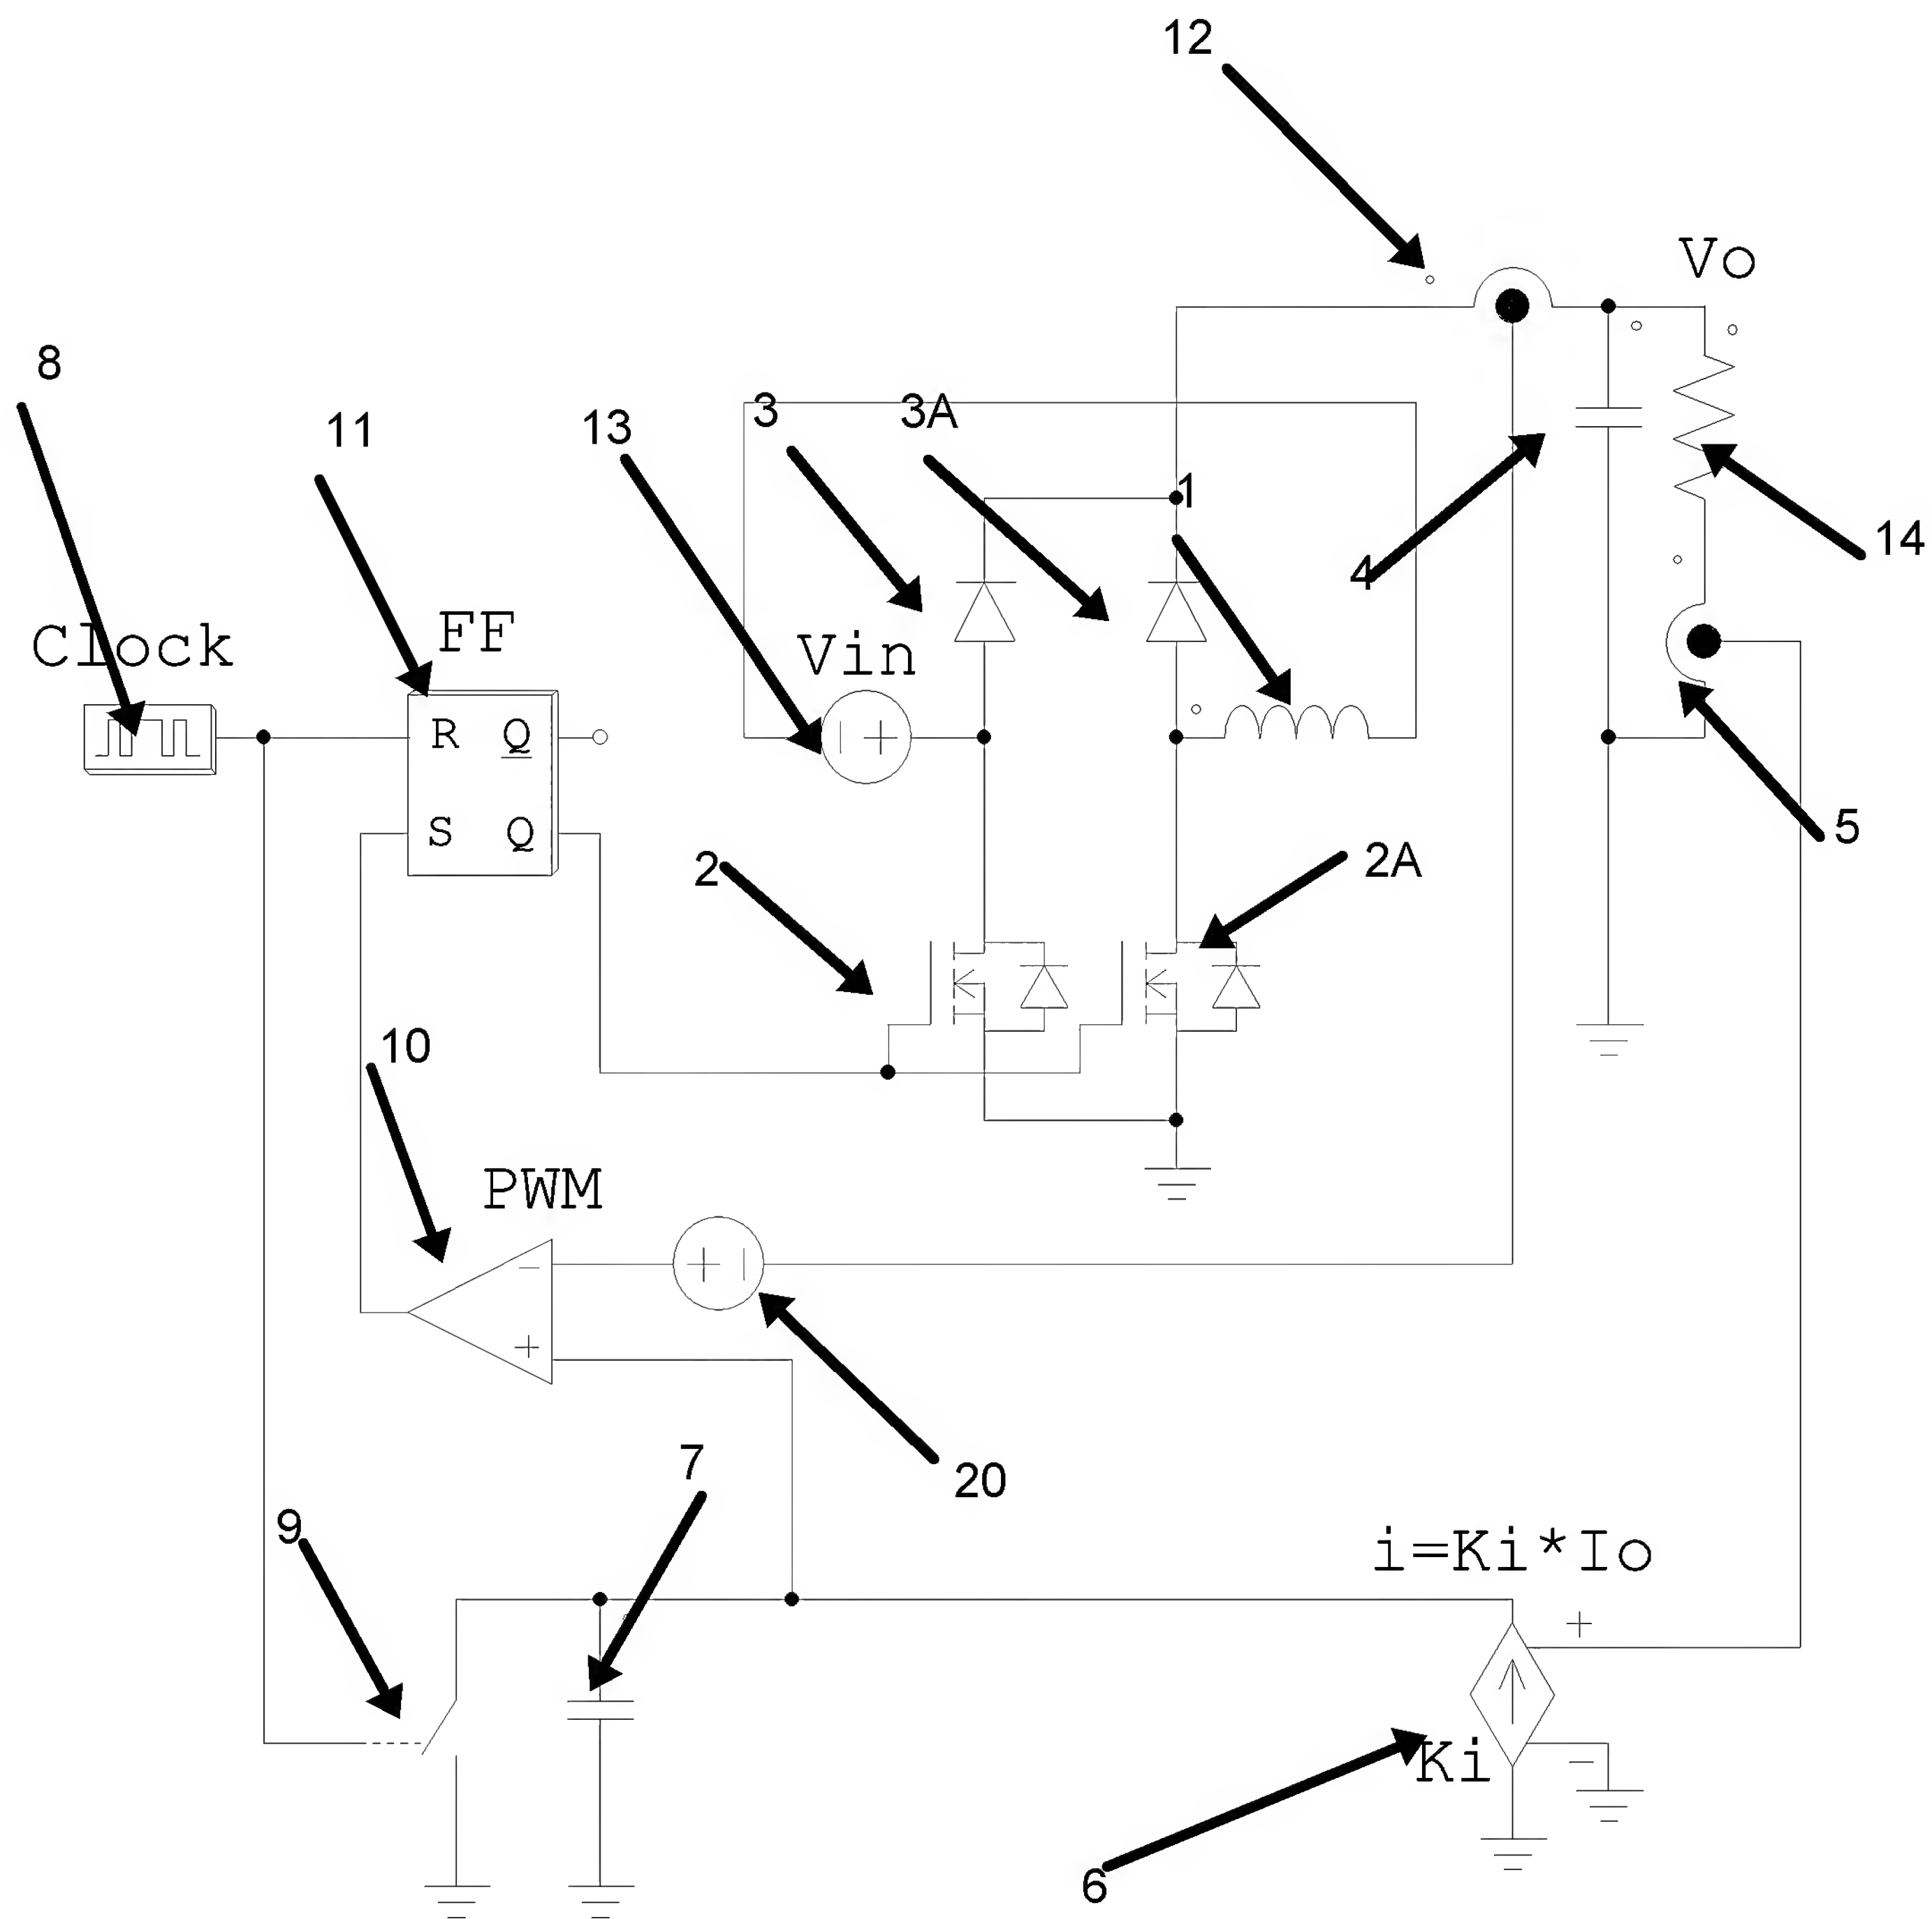 12
Vo
8
11
13
3
3A
1
4
14
Clock
FF
Vin
R Q
S Q
5
2
2A
10
PWM
− +
+ −
+
20
7
9
i=Ki*Io
+
Ki
−
6